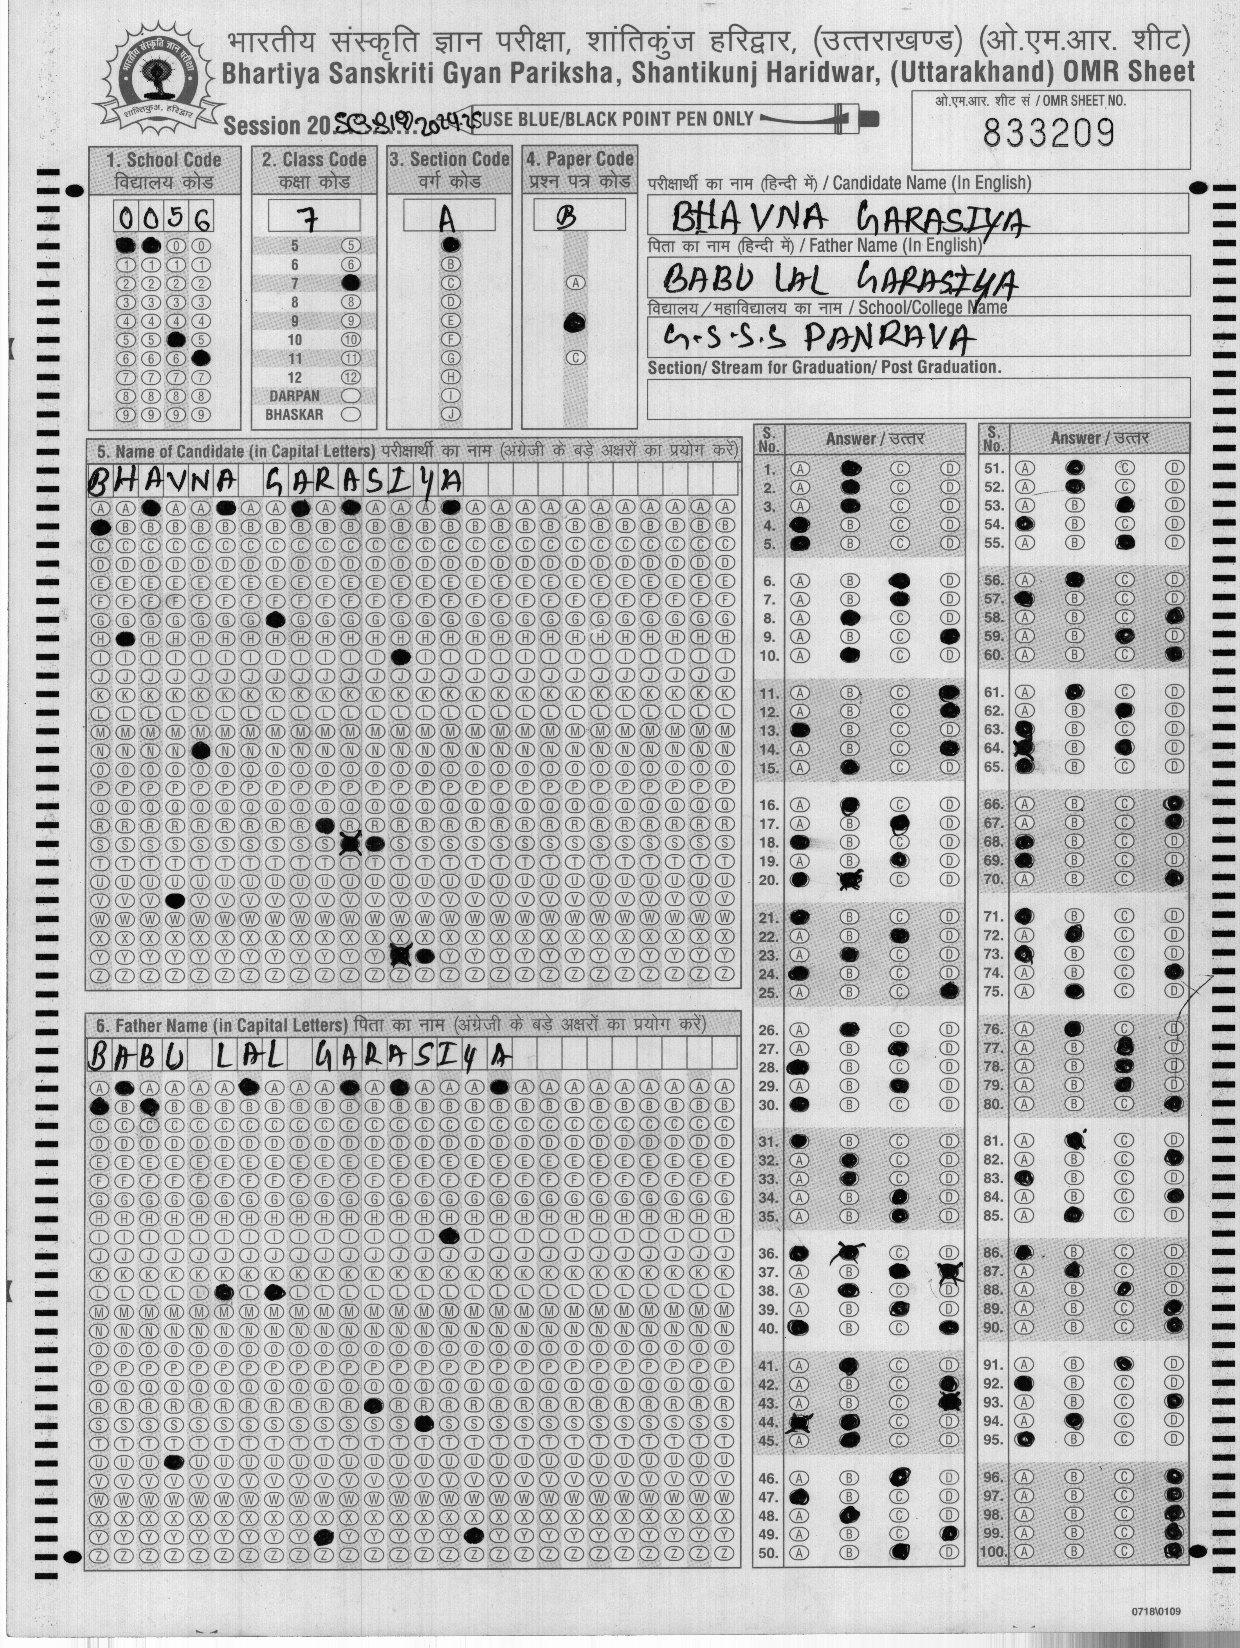 भारतीय संस्कृति ज्ञान परीक्षा, शांतिकुंज हरिद्वार, (उत्तराखण्ड) (ओ.एम.आर. शीट)
Bhartiya Sanskriti Gyan Pariksha, Shantikunj Haridwar, (Uttarakhand) OMR Sheet
Session 20 2024-25 USE BLUE/BLACK POINT PEN ONLY
ओ.एम.आर. शीट सं / OMR SHEET NO.
833209
1. School Code
विद्यालय कोड
0056
2. Class Code
कक्षा कोड
7
5
6
7
8
9
10
11
12
DARPAN
BHASKAR
3. Section Code
वर्ग कोड
A
4. Paper Code
प्रश्न पत्र कोड
B
परीक्षार्थी का नाम (हिन्दी में) / Candidate Name (In English)
BHAVNA GARASIYA
पिता का नाम (हिन्दी में) / Father Name (In English)
BABU LAL GARASIYA
विद्यालय/महाविद्यालय का नाम / School/College Name
G.S.S.S PANRAVA
Section/ Stream for Graduation/ Post Graduation.
5. Name of Candidate (in Capital Letters) परीक्षार्थी का नाम (अंग्रेजी के बड़े अक्षरों का प्रयोग करें)
BHAVNA GARASIYA
6. Father Name (in Capital Letters) पिता का नाम (अंग्रेजी के बड़े अक्षरों का प्रयोग करें)
BABU LAL GARASIYA
S. No. Answer / उत्तर
S. No. Answer / उत्तर
0718\0109